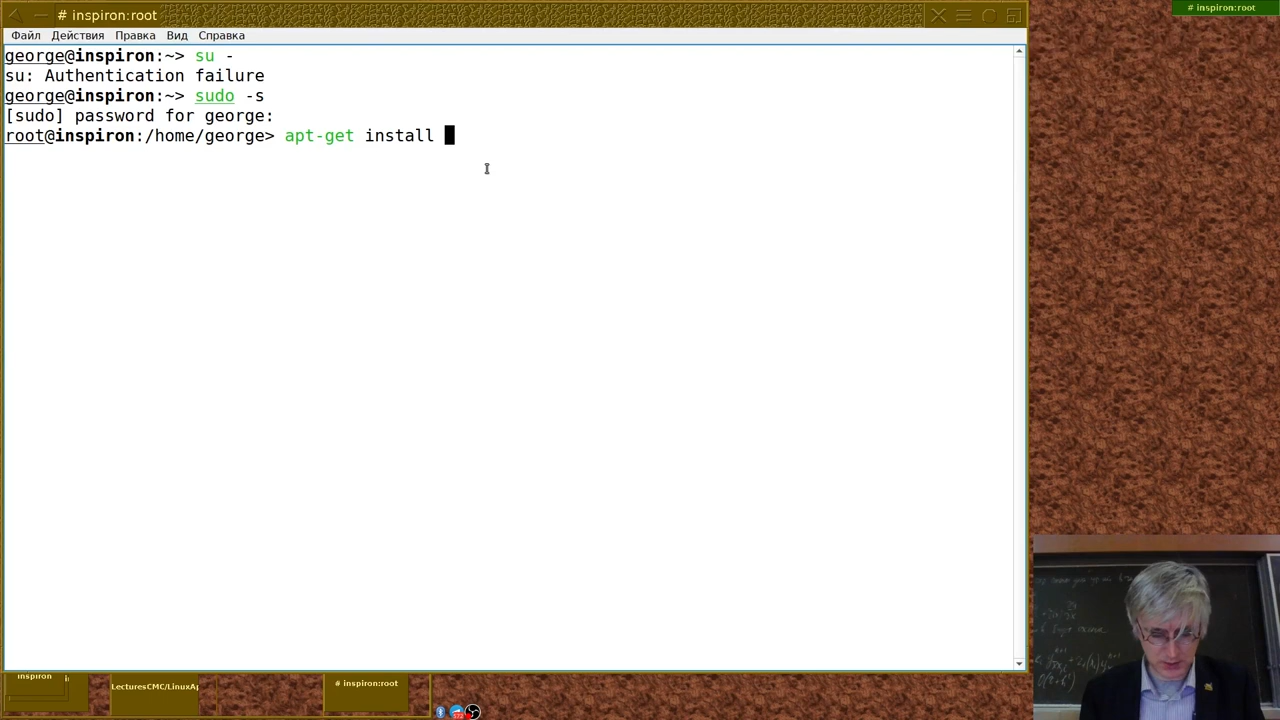 # inspiron:root
# inspiron:root
Файл Действия Правка Вид Справка
george@inspiron:~> su -
su: Authentication failure
george@inspiron:~> sudo -s
[sudo] password for george:
root@inspiron:/home/george> apt-get install
inspiron
LecturesCMC/LinuxAp
# inspiron:root